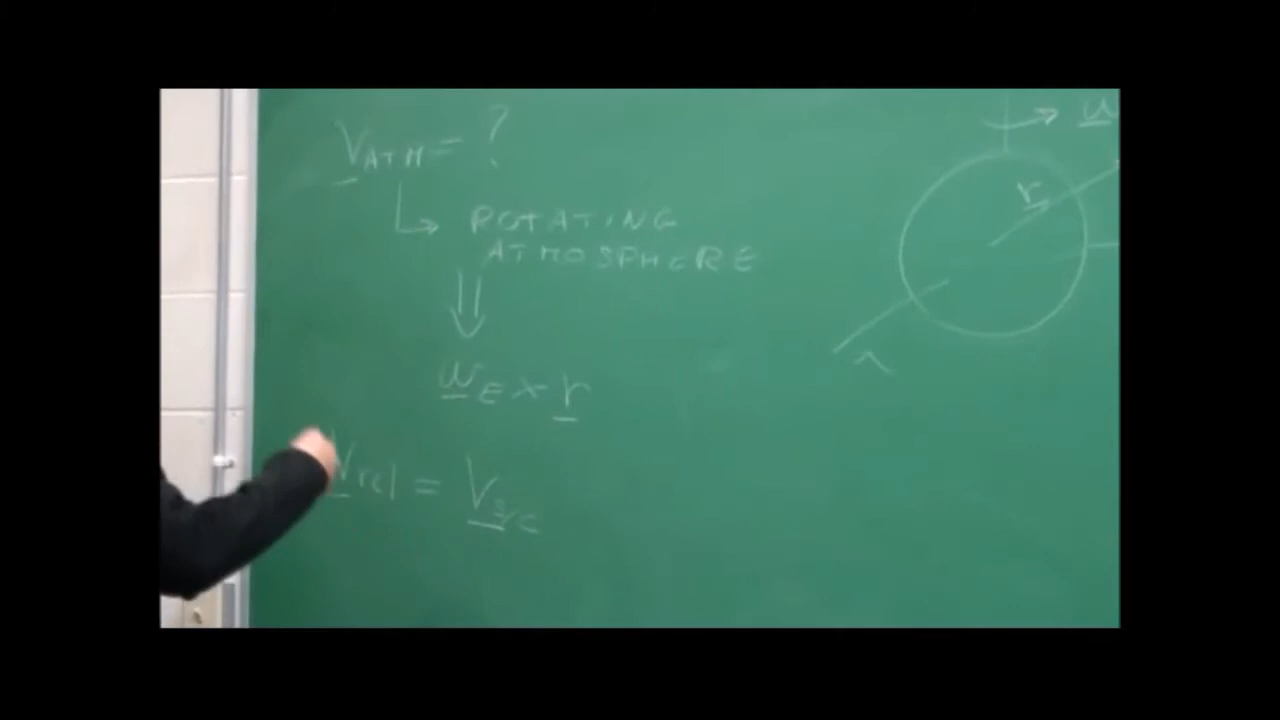 V_ATM = ?
↳ ROTATING
ATMOSPHERE
⇓
ω_E × r
V_rel = V_s/c
r